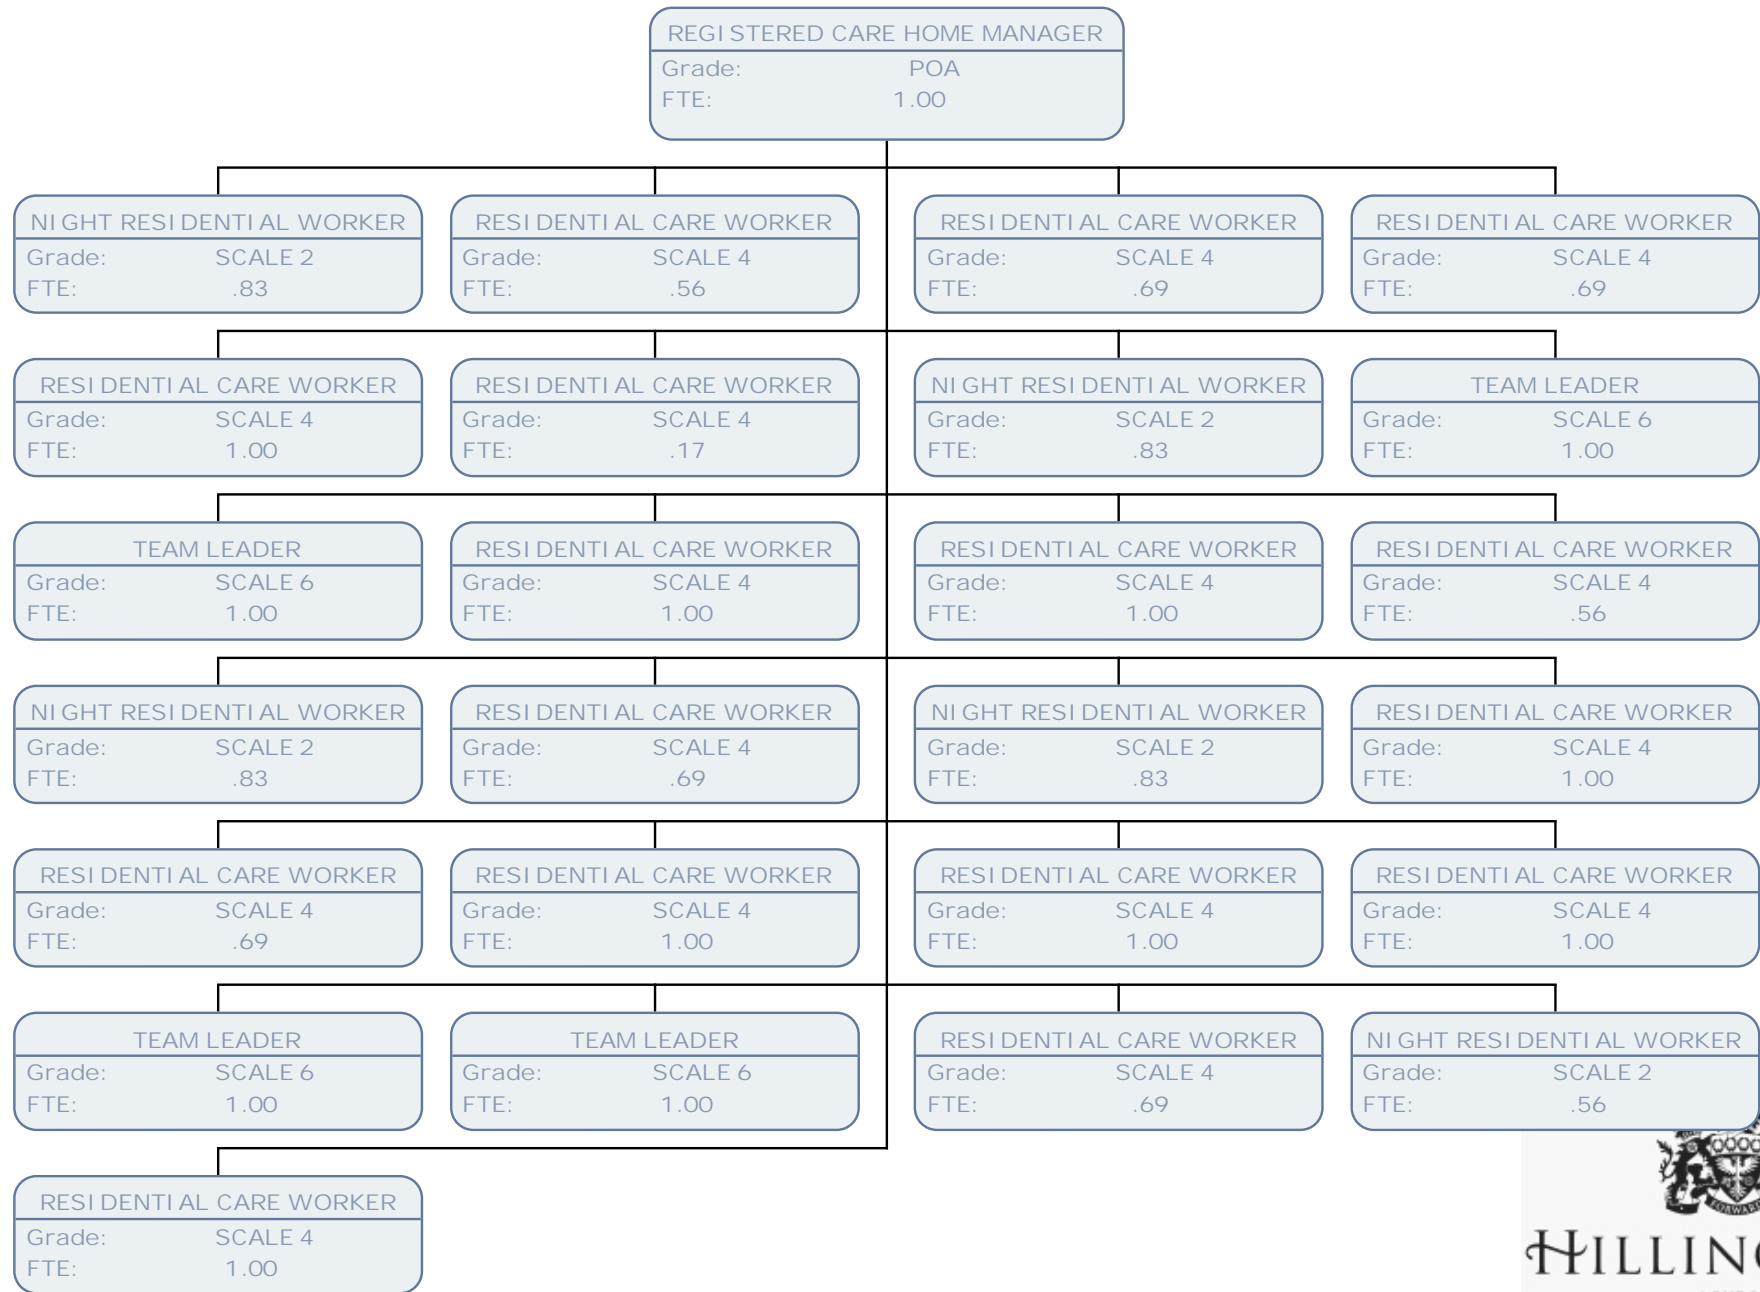 REGISTERED CARE HOME MANAGER
Grade: POA
FTE: 1.00
NIGHT RESIDENTIAL WORKER
Grade: SCALE 2
FTE: .83
RESIDENTIAL CARE WORKER
Grade: SCALE 4
FTE: .56
RESIDENTIAL CARE WORKER
Grade: SCALE 4
FTE: .69
RESIDENTIAL CARE WORKER
Grade: SCALE 4
FTE: .69
RESIDENTIAL CARE WORKER
Grade: SCALE 4
FTE: 1.00
RESIDENTIAL CARE WORKER
Grade: SCALE 4
FTE: .17
NIGHT RESIDENTIAL WORKER
Grade: SCALE 2
FTE: .83
TEAM LEADER
Grade: SCALE 6
FTE: 1.00
TEAM LEADER
Grade: SCALE 6
FTE: 1.00
RESIDENTIAL CARE WORKER
Grade: SCALE 4
FTE: 1.00
RESIDENTIAL CARE WORKER
Grade: SCALE 4
FTE: 1.00
RESIDENTIAL CARE WORKER
Grade: SCALE 4
FTE: .56
NIGHT RESIDENTIAL WORKER
Grade: SCALE 2
FTE: .83
RESIDENTIAL CARE WORKER
Grade: SCALE 4
FTE: .69
NIGHT RESIDENTIAL WORKER
Grade: SCALE 2
FTE: .83
RESIDENTIAL CARE WORKER
Grade: SCALE 4
FTE: 1.00
RESIDENTIAL CARE WORKER
Grade: SCALE 4
FTE: .69
RESIDENTIAL CARE WORKER
Grade: SCALE 4
FTE: 1.00
RESIDENTIAL CARE WORKER
Grade: SCALE 4
FTE: 1.00
RESIDENTIAL CARE WORKER
Grade: SCALE 4
FTE: 1.00
TEAM LEADER
Grade: SCALE 6
FTE: 1.00
TEAM LEADER
Grade: SCALE 6
FTE: 1.00
RESIDENTIAL CARE WORKER
Grade: SCALE 4
FTE: .69
NIGHT RESIDENTIAL WORKER
Grade: SCALE 2
FTE: .56
RESIDENTIAL CARE WORKER
Grade: SCALE 4
FTE: 1.00
HILLIN